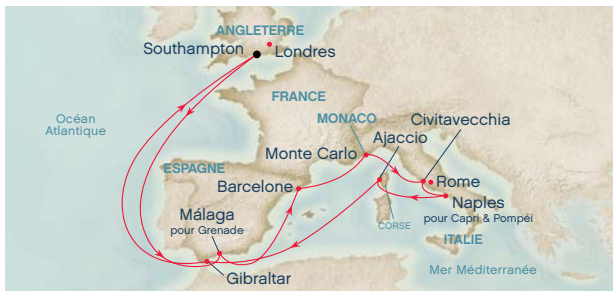 ANGLETERRE
Southampton
Londres
FRANCE
Océan
Atlantique
MONACO
Civitavecchia
Ajaccio
Monte Carlo
ESPAGNE
Barcelone
Rome
Naples
pour Capri & Pompéi
Málaga
pour Grenade
CORSE
ITALIE
Gibraltar
Mer Méditerranée